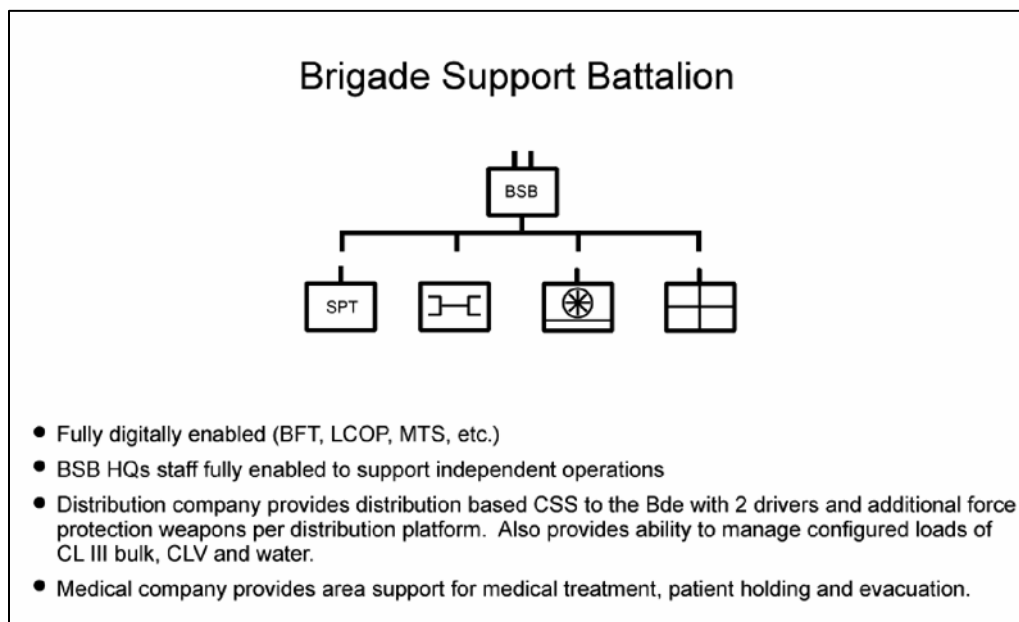 Brigade Support Battalion
BSB
SPT
● Fully digitally enabled (BFT, LCOP, MTS, etc.)
● BSB HQs staff fully enabled to support independent operations
● Distribution company provides distribution based CSS to the Bde with 2 drivers and additional force
protection weapons per distribution platform.  Also provides ability to manage configured loads of
CL III bulk, CLV and water.
● Medical company provides area support for medical treatment, patient holding and evacuation.